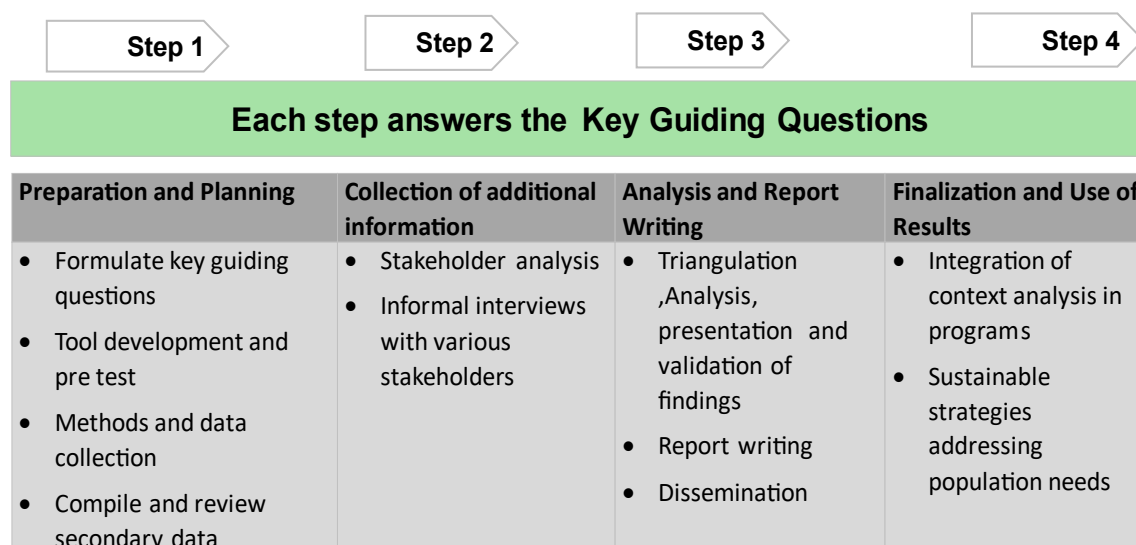 Step 1
Step 2
Step 3
Step 4
Each step answers the Key Guiding Questions
Preparation and Planning
Collection of additional
information
Analysis and Report
Writing
Finalization and Use of
Results
• Formulate key guiding
questions
• Tool development and
pre test
• Methods and data
collection
• Compile and review
secondary data
• Stakeholder analysis
• Informal interviews
with various
stakeholders
• Triangulation
,Analysis,
presentation and
validation of
findings
• Report writing
• Dissemination
• Integration of
context analysis in
programs
• Sustainable
strategies
addressing
population needs